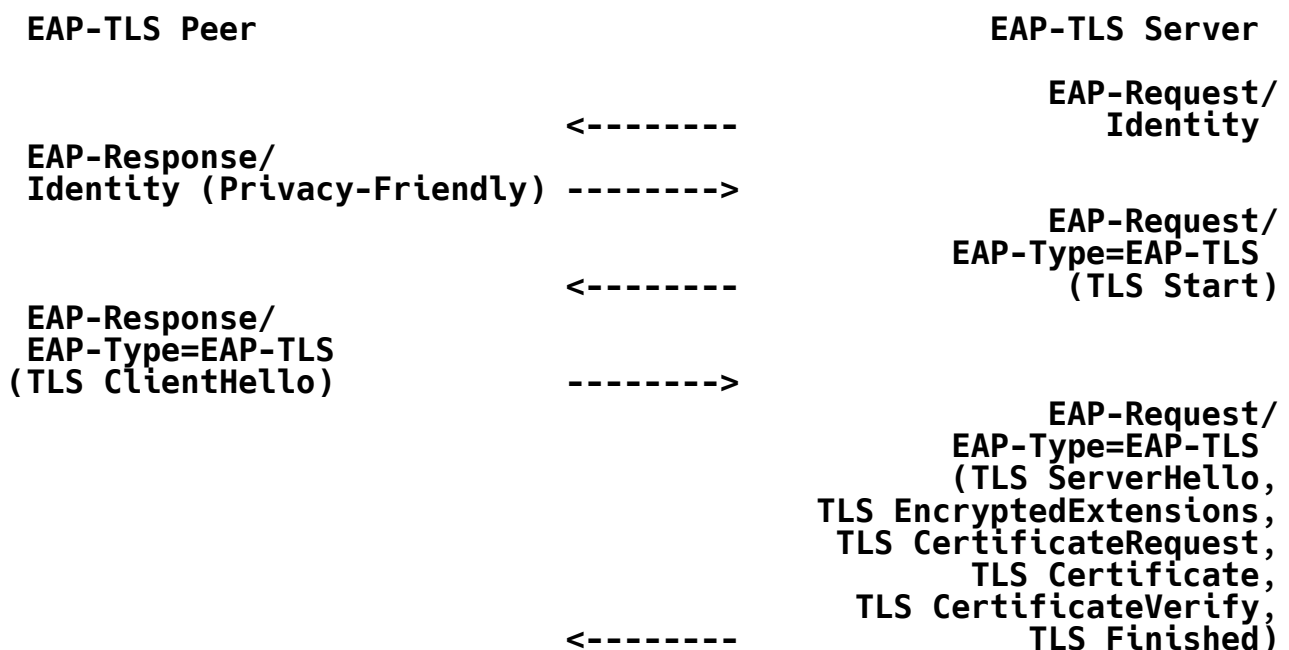 EAP-TLS Peer                                      EAP-TLS Server
EAP-Request/
<--------                   Identity
EAP-Response/
Identity (Privacy-Friendly) -------->
EAP-Request/
EAP-Type=EAP-TLS
<--------                 (TLS Start)
EAP-Response/
EAP-Type=EAP-TLS
(TLS ClientHello)            -------->
EAP-Request/
EAP-Type=EAP-TLS
(TLS ServerHello,
TLS EncryptedExtensions,
TLS CertificateRequest,
TLS Certificate,
TLS CertificateVerify,
<--------               TLS Finished)